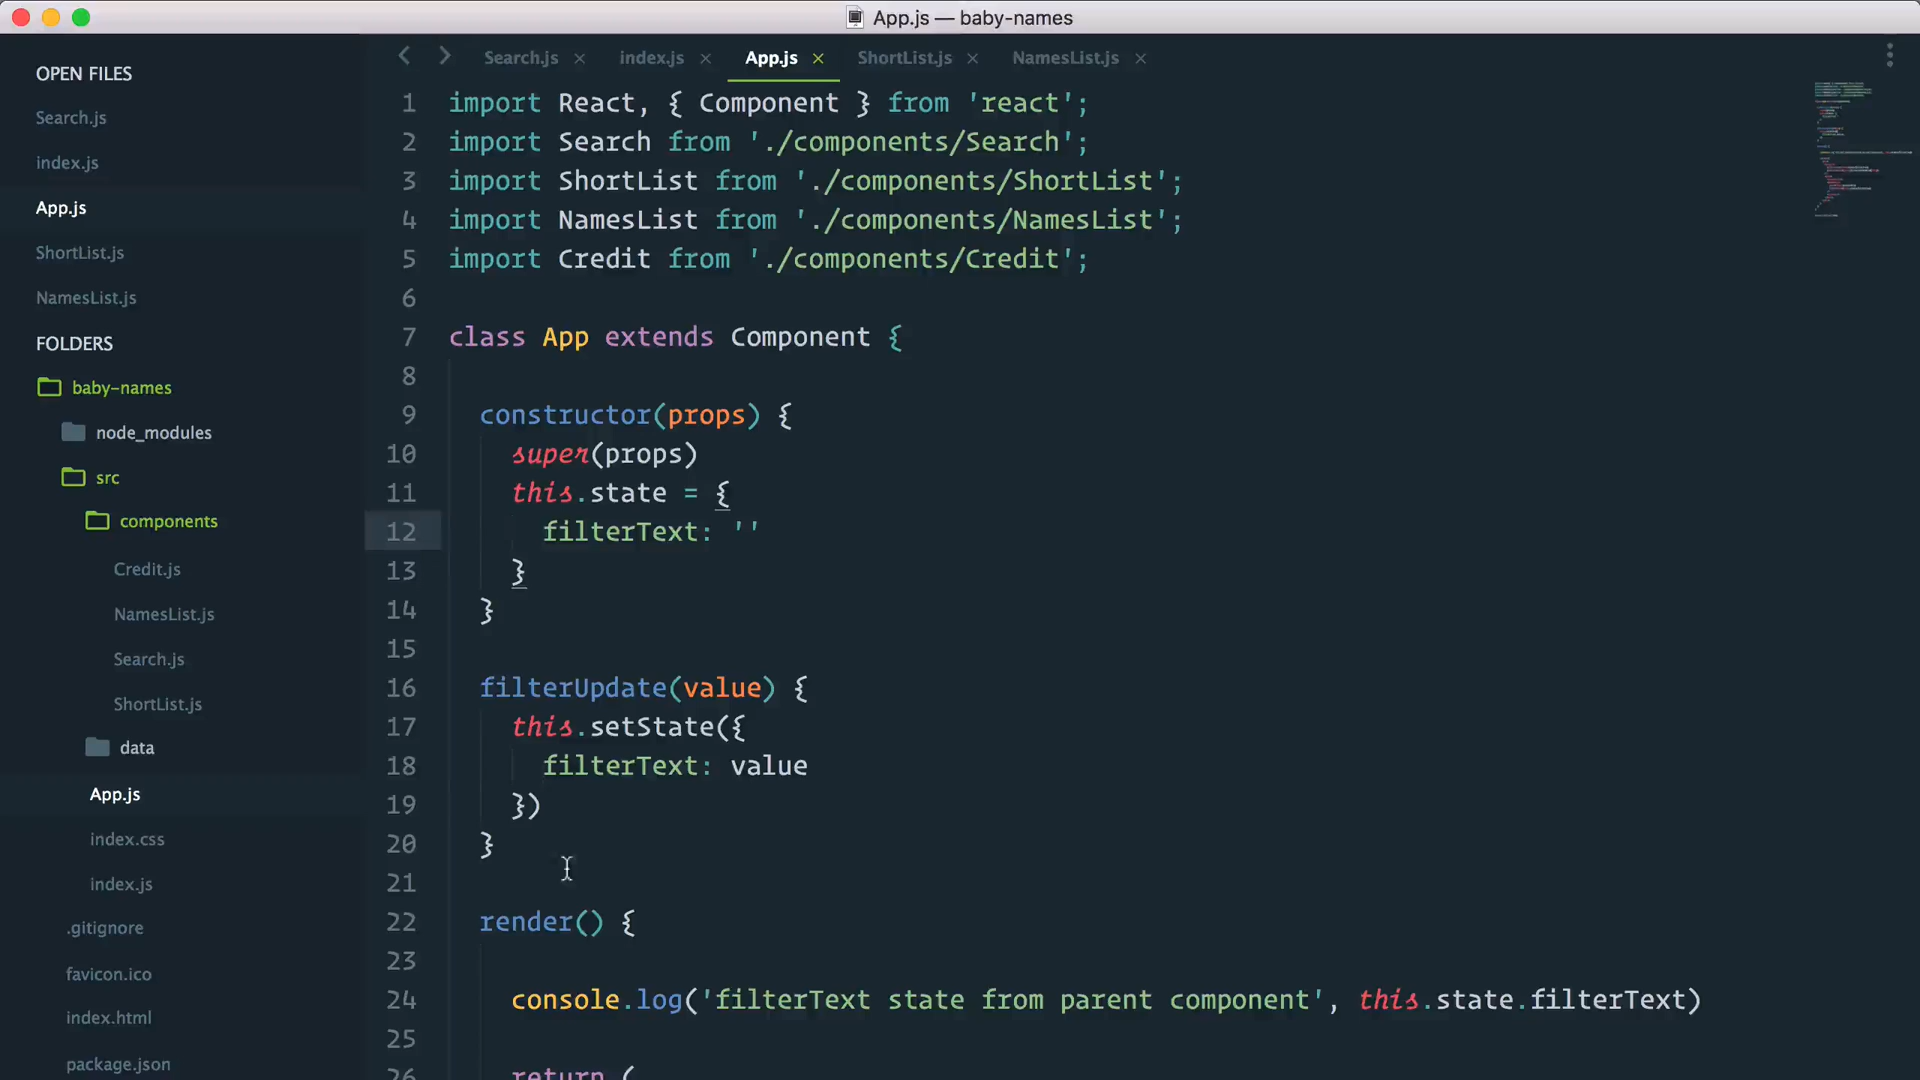 App.js — baby-names
OPEN FILES
Search.js
index.js
App.js
ShortList.js
NamesList.js
FOLDERS
baby-names
node_modules
src
components
Credit.js
NamesList.js
Search.js
ShortList.js
data
App.js
index.css
index.js
.gitignore
favicon.ico
index.html
package.json
Search.js × index.js × App.js × ShortList.js × NamesList.js ×
1 import React, { Component } from 'react';
2 import Search from './components/Search';
3 import ShortList from './components/ShortList';
4 import NamesList from './components/NamesList';
5 import Credit from './components/Credit';
6
7 class App extends Component {
8
9 constructor(props) {
10 super(props)
11 this.state = {
12 filterText: ''
13 }
14 }
15
16 filterUpdate(value) {
17 this.setState({
18 filterText: value
19 })
20 }
21
22 render() {
23
24 console.log('filterText state from parent component', this.state.filterText)
25
26 return (